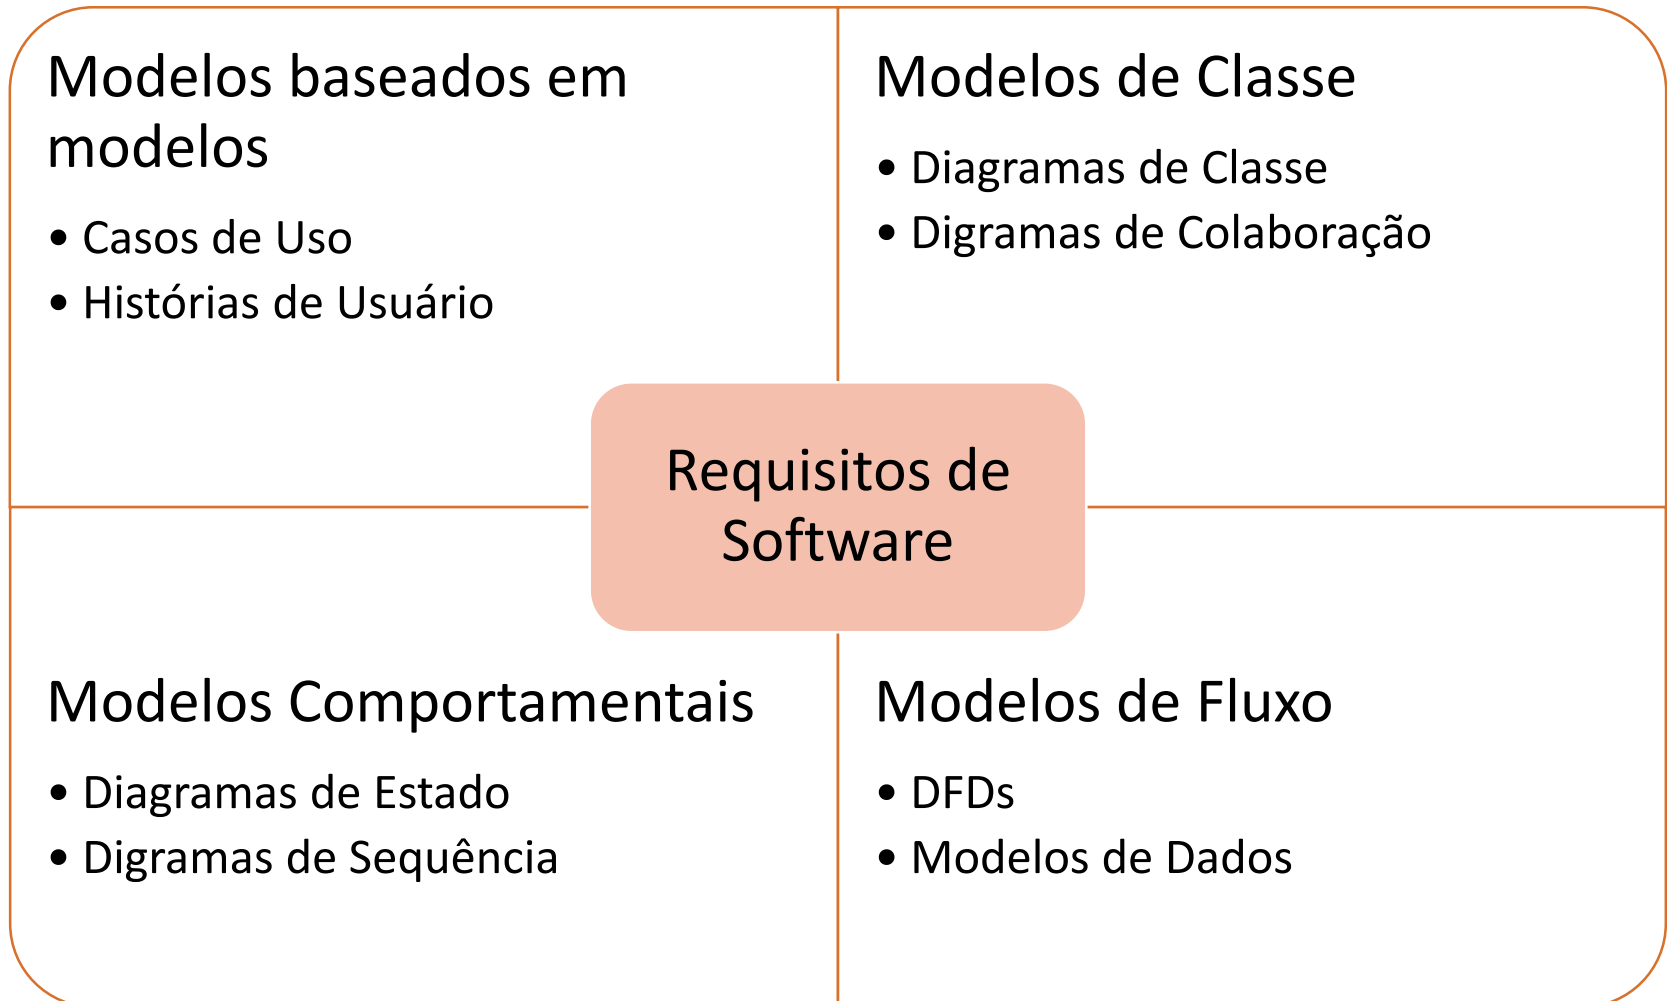 Modelos baseados em
modelos
• Casos de Uso
• Histórias de Usuário
Modelos de Classe
• Diagramas de Classe
• Digramas de Colaboração
Requisitos de
Software
Modelos Comportamentais
• Diagramas de Estado
• Digramas de Sequência
Modelos de Fluxo
• DFDs
• Modelos de Dados